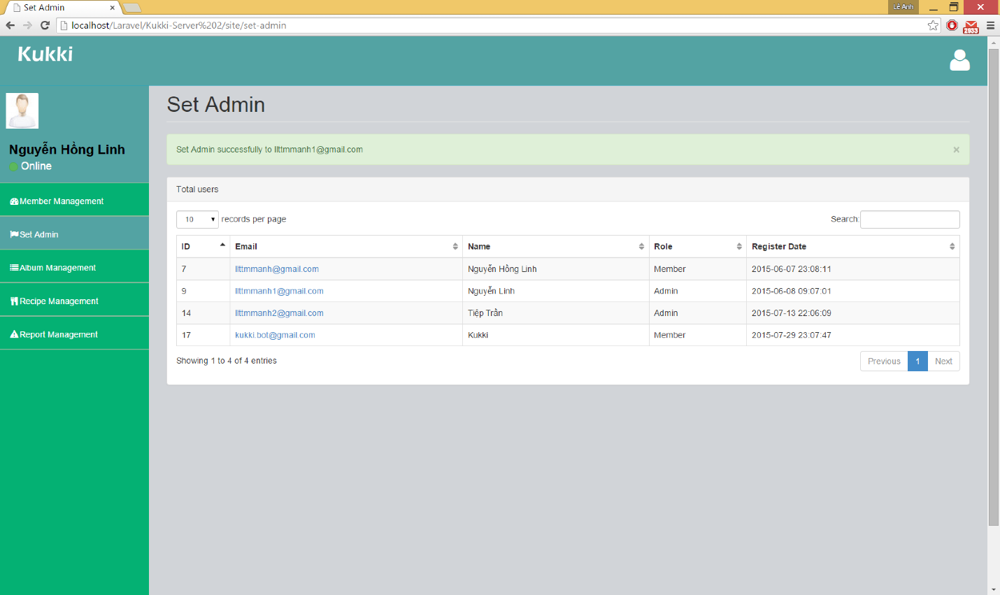 Set Admin
Lê Anh
localhost/Laravel/Kukki-Server%202/site/set-admin
2933
Kukki
Nguyễn Hồng Linh
Online
Member Management
Set Admin
Album Management
Recipe Management
Report Management
Set Admin
Set Admin successfully to littmmanh1@gmail.com
×
Total users
10 records per page
Search:
ID Email Name Role Register Date
7 littmmanh@gmail.com Nguyễn Hồng Linh Member 2015-06-07 23:08:11
9 littmmanh1@gmail.com Nguyễn Linh Admin 2015-06-08 09:07:01
14 littmmanh2@gmail.com Tiệp Trần Admin 2015-07-13 22:06:09
17 kukki.bot@gmail.com Kukki Member 2015-07-29 23:07:47
Showing 1 to 4 of 4 entries
Previous 1 Next